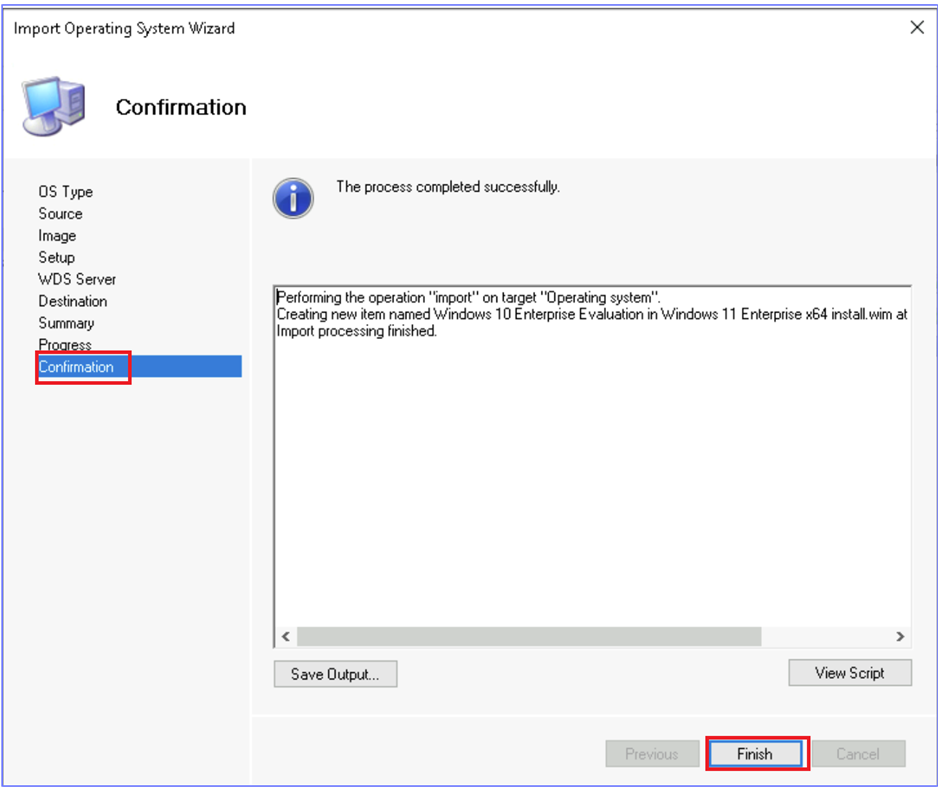 Import Operating System Wizard
Confirmation
OS Type
Source
Image
Setup
WDS Server
Destination
Summary
Progress
Confirmation
The process completed successfully.
Performing the operation "import" on target "Operating system".
Creating new item named Windows 10 Enterprise Evaluation in Windows 11 Enterprise x64 install.wim at
Import processing finished.
Save Output...
View Script
Previous
Finish
Cancel